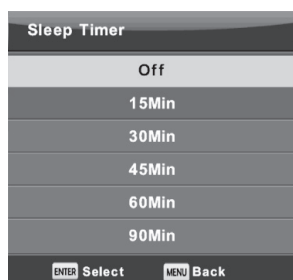 Sleep Timer
Off
15Min
30Min
45Min
60Min
90Min
ENTER Select MENU Back